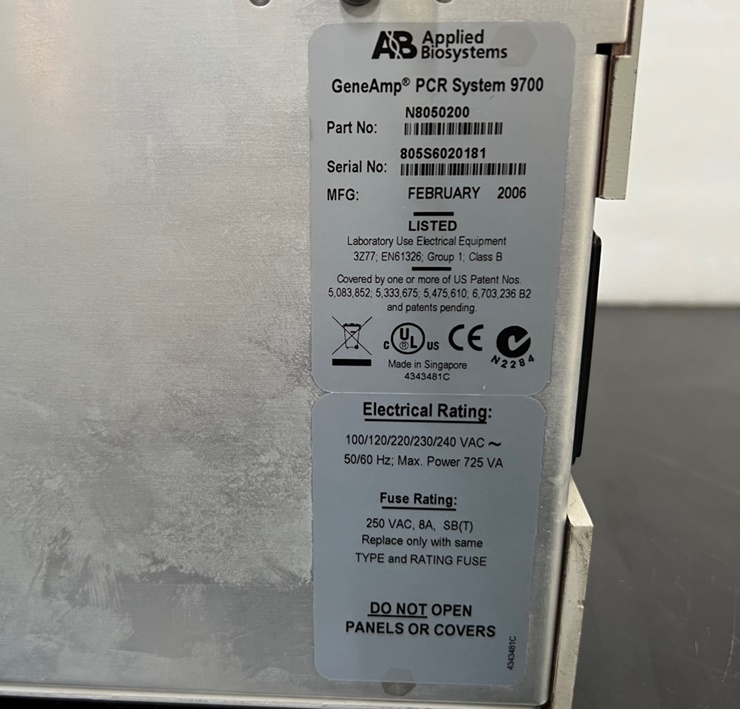 AB Applied
Biosystems
GeneAmp® PCR System 9700
N8050200
Part No:
805S6020181
Serial No:
MFG: FEBRUARY 2006
LISTED
Laboratory Use Electrical Equipment
3Z77; EN61326; Group 1; Class B
Covered by one or more of US Patent Nos.
5,083,852; 5,333,675; 5,475,610; 6,703,236 B2
and patents pending.
c UL® US CE N2284
Made in Singapore
4343481C
Electrical Rating:
100/120/220/230/240 VAC ~
50/60 Hz; Max. Power 725 VA
Fuse Rating:
250 VAC, 8A, SB(T)
Replace only with same
TYPE and RATING FUSE
DO NOT OPEN
PANELS OR COVERS
4343481C